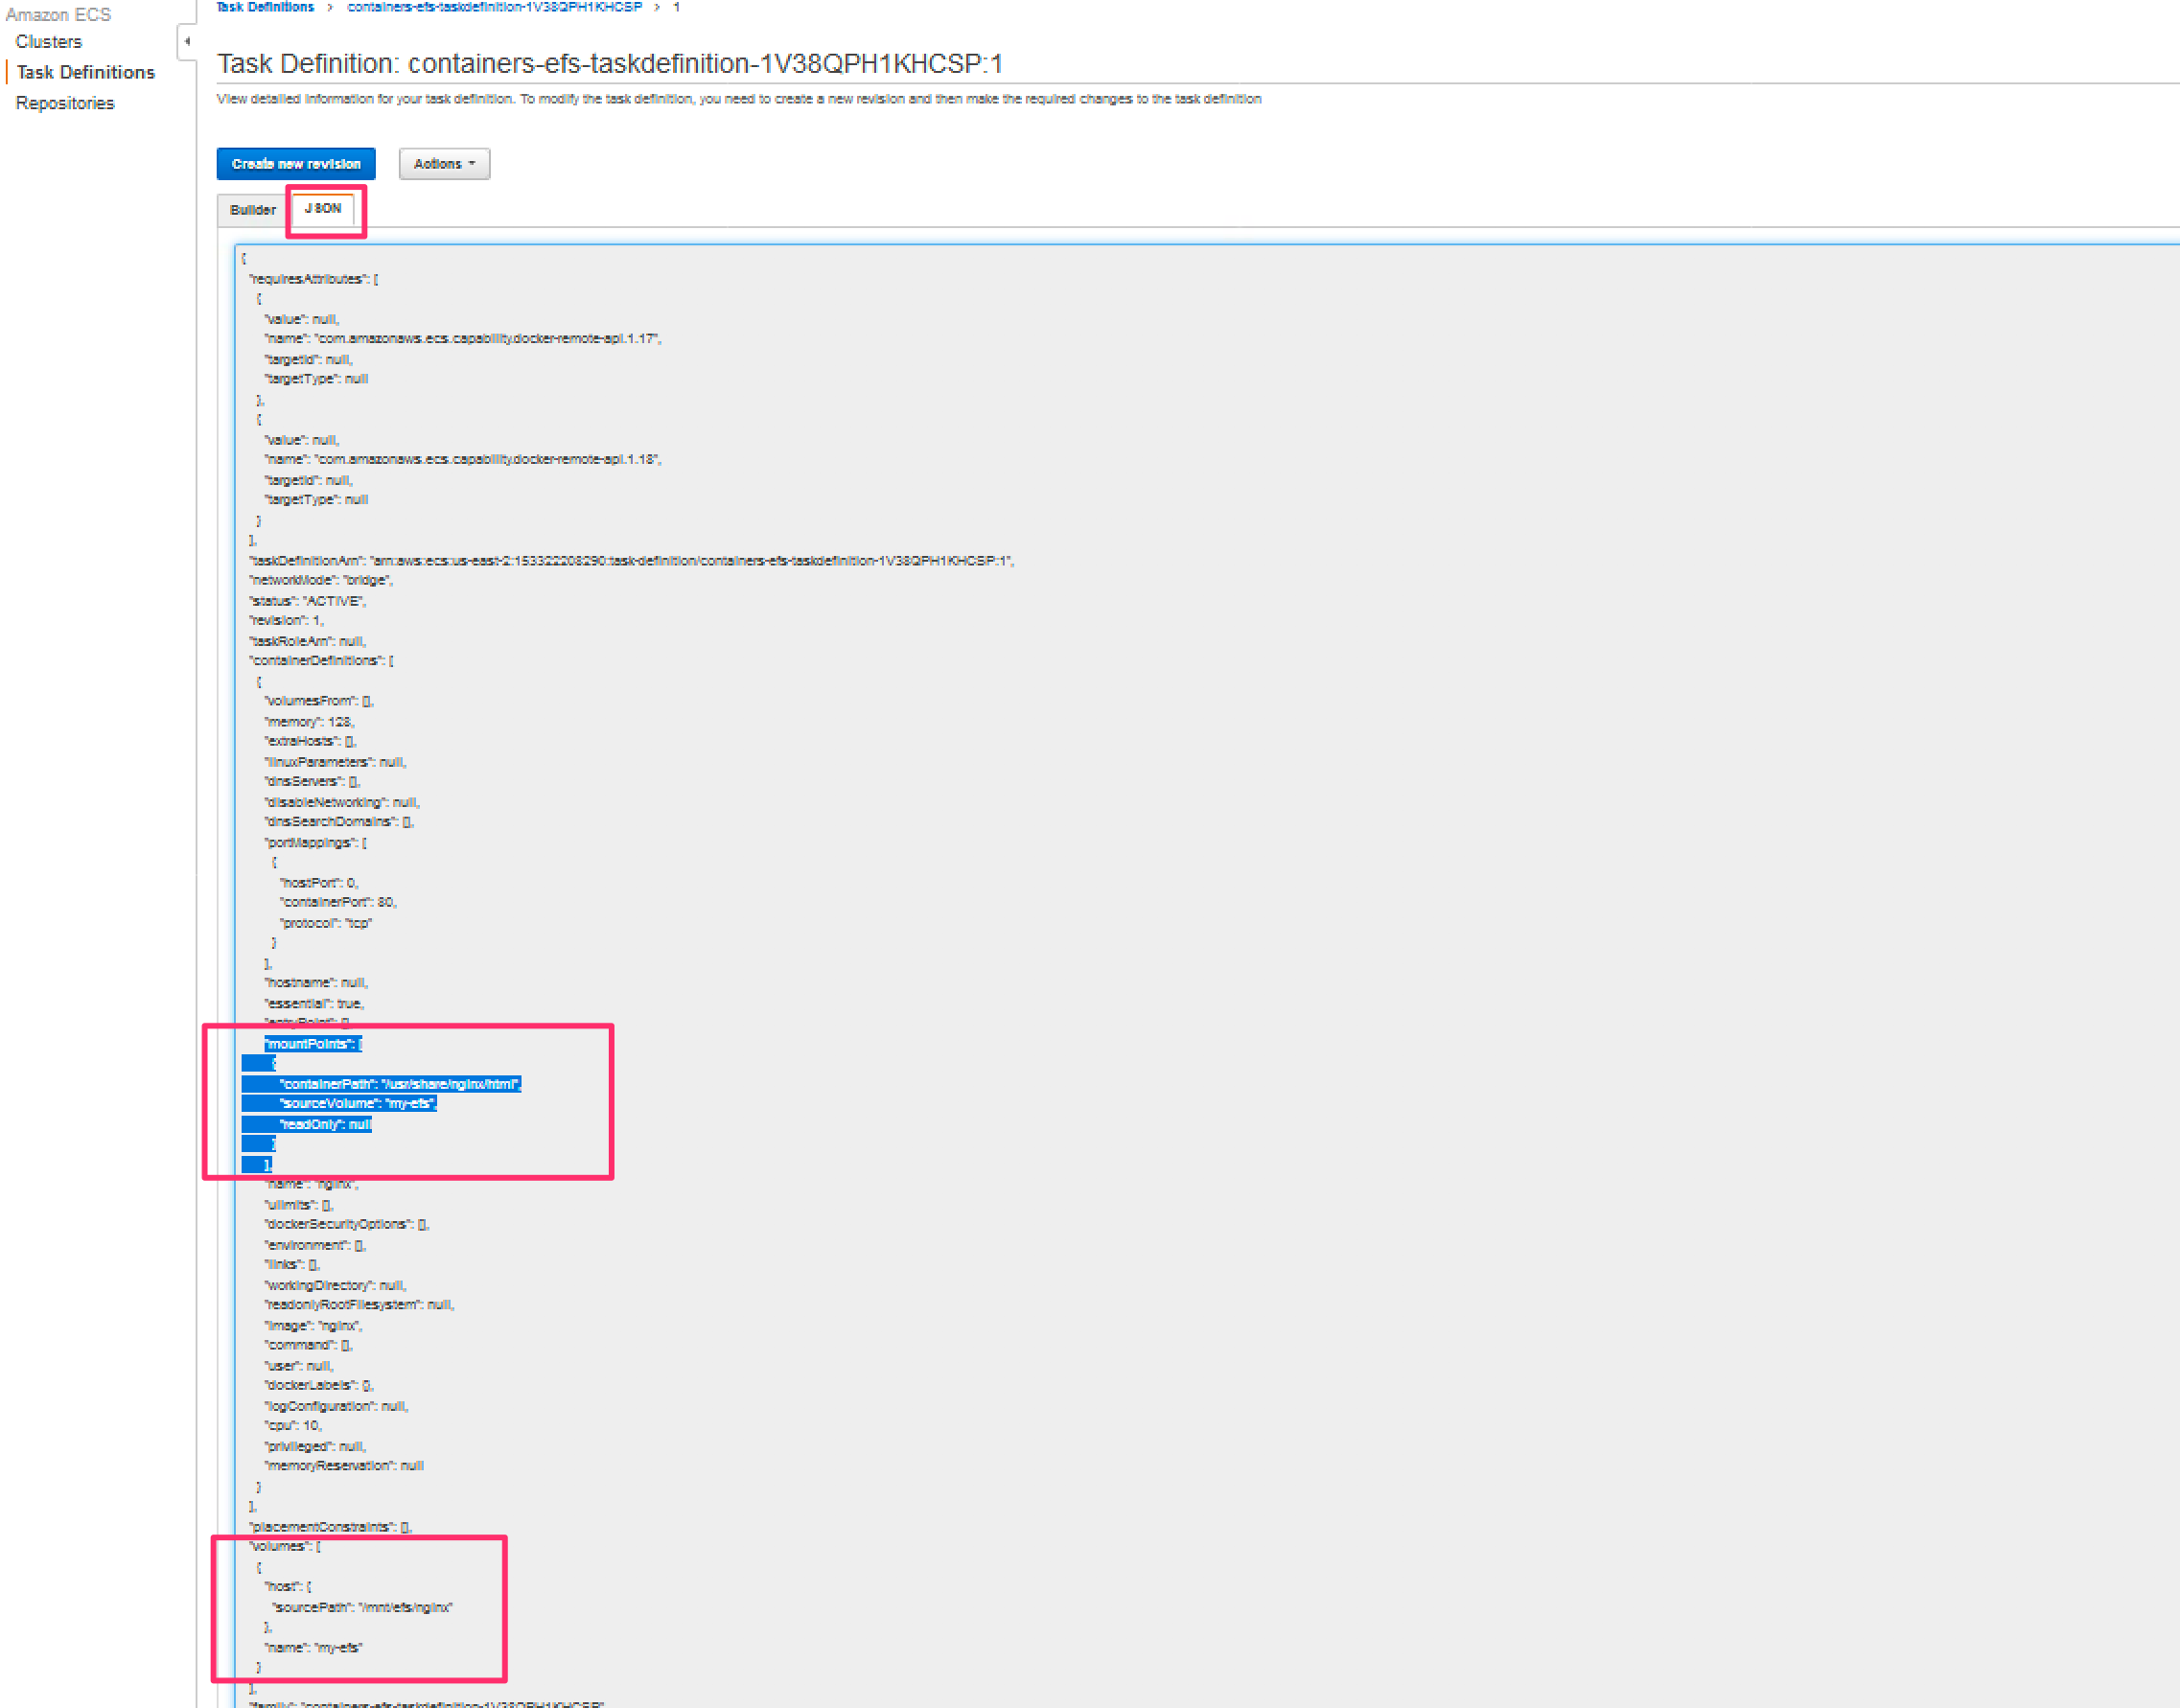 Amazon ECS
Clusters
Task Definitions
Repositories
Task Definitions > containers-efs-taskdefinition-1V38QPH1KHCSP > 1
Task Definition: containers-efs-taskdefinition-1V38QPH1KHCSP:1
View detailed information for your task definition. To modify the task definition, you need to create a new revision and then make the required changes to the task definition
Create new revision
Actions
Builder
JSON
{
"requiresAttributes": [
{
"value": null,
"name": "com.amazonaws.ecs.capability.docker-remote-api.1.17",
"targetId": null,
"targetType": null
},
{
"value": null,
"name": "com.amazonaws.ecs.capability.docker-remote-api.1.18",
"targetId": null,
"targetType": null
}
],
"taskDefinitionArn": "arn:aws:ecs:us-east-2:153322208290:task-definition/containers-efs-taskdefinition-1V38QPH1KHCSP:1",
"networkMode": "bridge",
"status": "ACTIVE",
"revision": 1,
"taskRoleArn": null,
"containerDefinitions": [
{
"volumesFrom": [],
"memory": 128,
"extraHosts": [],
"linuxParameters": null,
"dnsServers": [],
"disableNetworking": null,
"dnsSearchDomains": [],
"portMappings": [
{
"hostPort": 0,
"containerPort": 80,
"protocol": "tcp"
}
],
"hostname": null,
"essential": true,
"entryPoint": [],
"mountPoints": [
{
"containerPath": "/usr/share/nginx/html",
"sourceVolume": "my-efs",
"readOnly": null
}
],
"name": "nginx",
"ulimits": [],
"dockerSecurityOptions": [],
"environment": [],
"links": [],
"workingDirectory": null,
"readonlyRootFilesystem": null,
"image": "nginx",
"command": [],
"user": null,
"dockerLabels": {},
"logConfiguration": null,
"cpu": 10,
"privileged": null,
"memoryReservation": null
}
],
"placementConstraints": [],
"volumes": [
{
"host": {
"sourcePath": "/mnt/efs/nginx"
},
"name": "my-efs"
}
],
"family": "containers-efs-taskdefinition-1V38QPH1KHCSP"